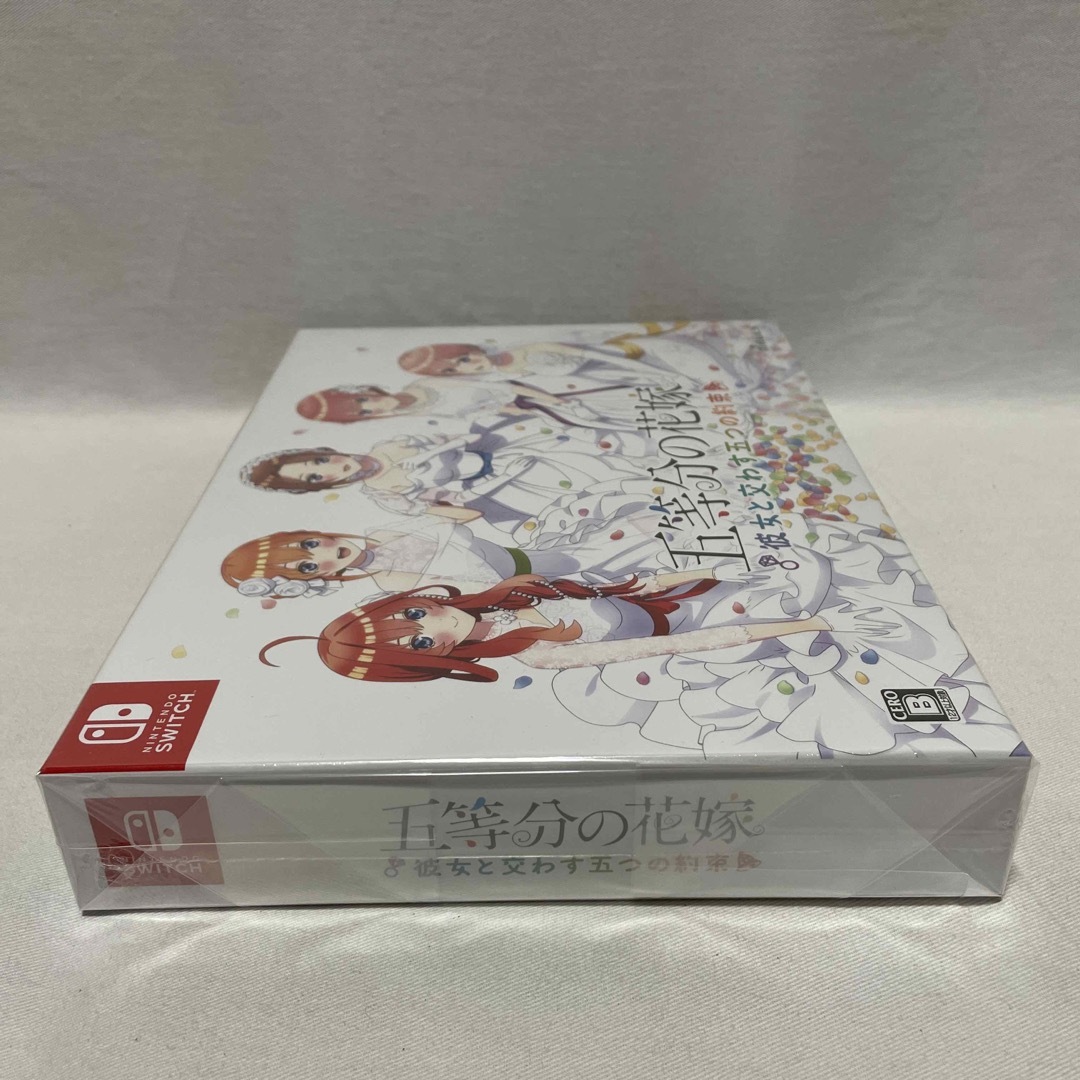 五等分の花嫁
彼女と交わす五つの約束
NINTENDO
SWITCH
CERO
B
五等分の花嫁
彼女と交わす五つの約束
SWITCH